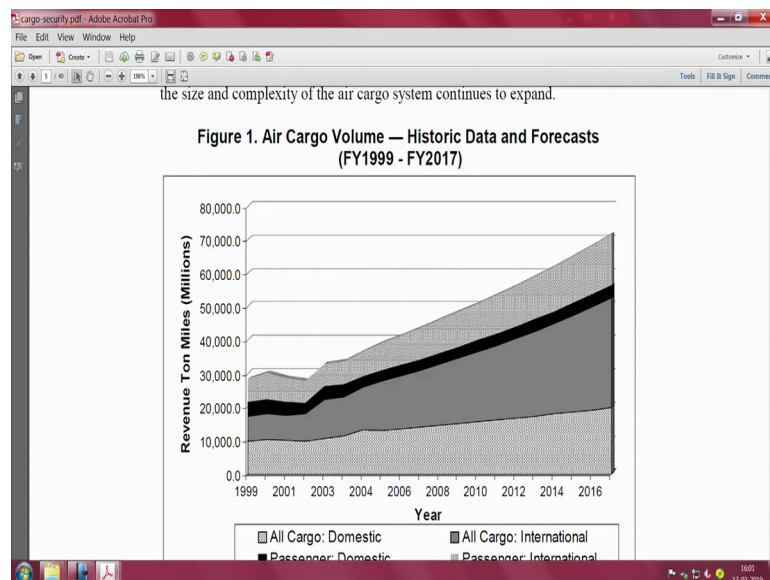 cargo-security.pdf - Adobe Acrobat Pro
File Edit View Window Help
Open Create
Customize
5 / 40 198% Tools Fill & Sign Comme
the size and complexity of the air cargo system continues to expand.
Figure 1. Air Cargo Volume — Historic Data and Forecasts
(FY1999 - FY2017)
80,000.0
70,000.0
60,000.0
50,000.0
40,000.0
30,000.0
20,000.0
10,000.0
0.0
Revenue Ton Miles (Millions)
1999 2001 2003 2004 2006 2008 2010 2012 2014 2016
Year
All Cargo: Domestic All Cargo: International
Passenger: Domestic Passenger: International
16:01